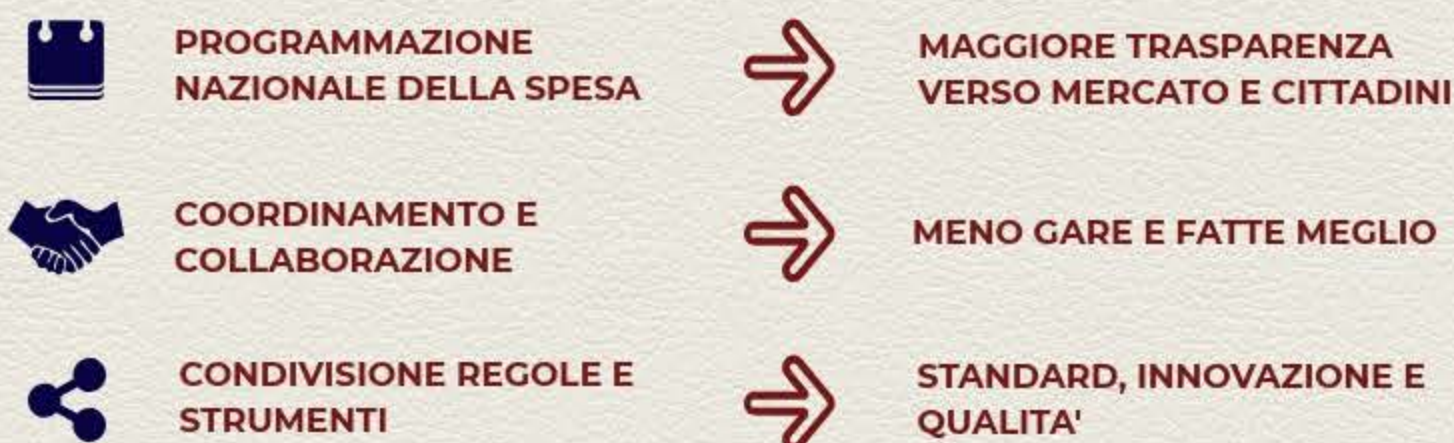 PROGRAMMAZIONE
NAZIONALE DELLA SPESA
MAGGIORE TRASPARENZA
VERSO MERCATO E CITTADINI
COORDINAMENTO E
COLLABORAZIONE
MENO GARE E FATTE MEGLIO
CONDIVISIONE REGOLE E
STRUMENTI
STANDARD, INNOVAZIONE E
QUALITA'